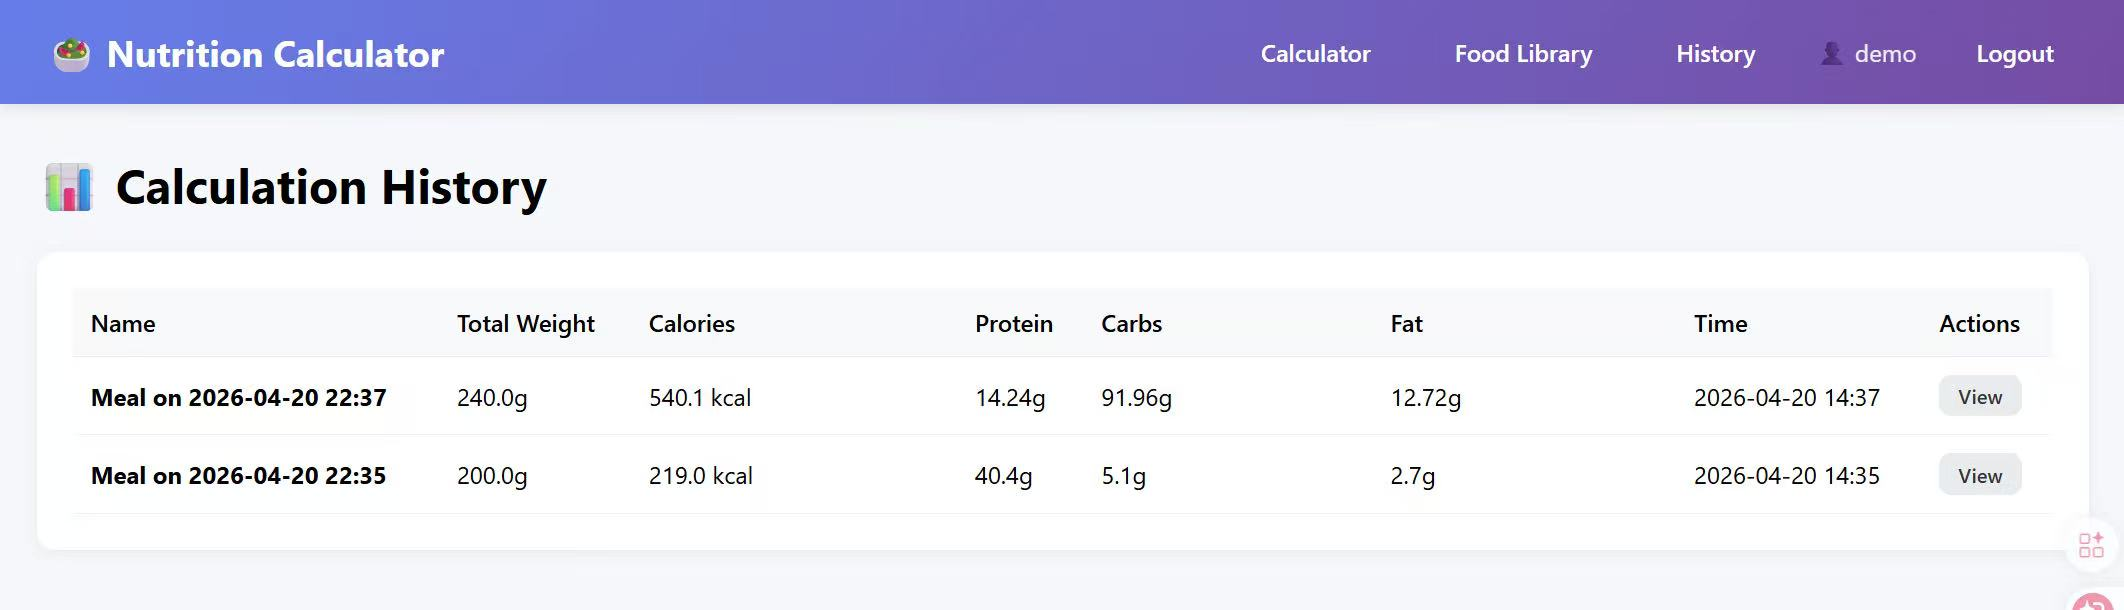 Nutrition Calculator Calculator Food Library History demo Logout
Calculation History
Name Total Weight Calories Protein Carbs Fat Time Actions
Meal on 2026-04-20 22:37 240.0g 540.1 kcal 14.24g 91.96g 12.72g 2026-04-20 14:37 View
Meal on 2026-04-20 22:35 200.0g 219.0 kcal 40.4g 5.1g 2.7g 2026-04-20 14:35 View